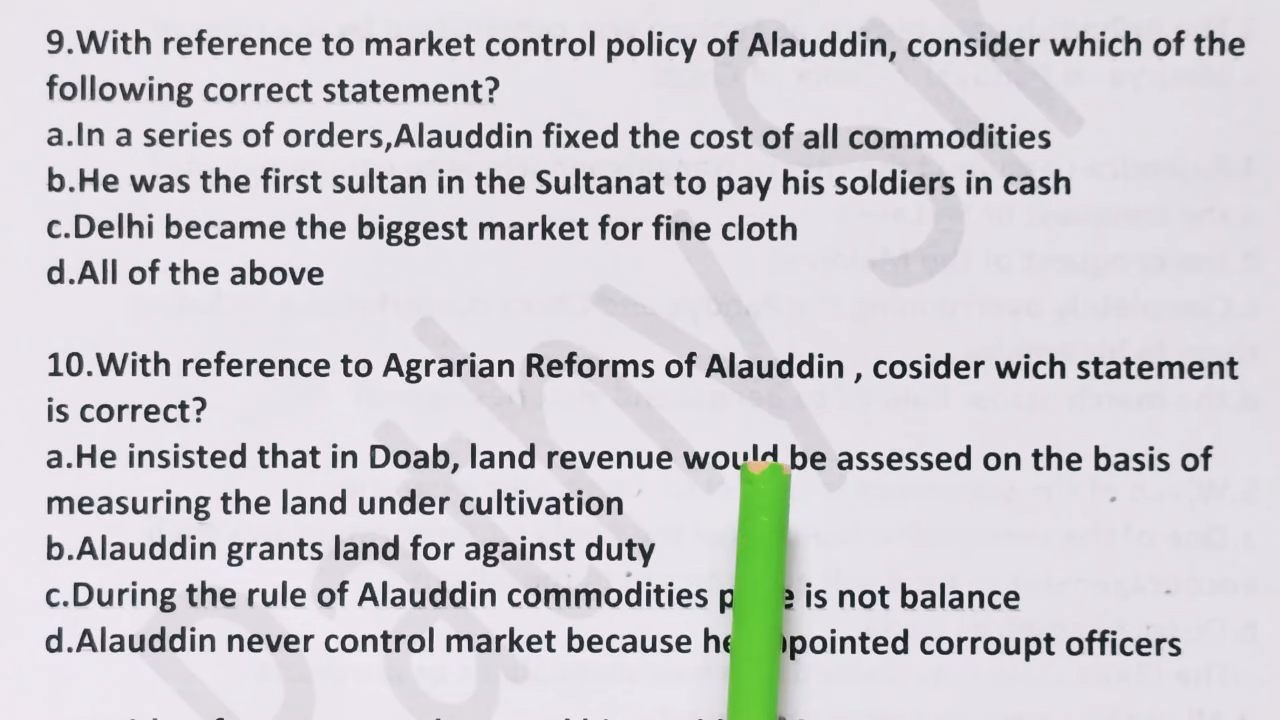 9.With reference to market control policy of Alauddin, consider which of the
following correct statement?
a.In a series of orders,Alauddin fixed the cost of all commodities
b.He was the first sultan in the Sultanat to pay his soldiers in cash
c.Delhi became the biggest market for fine cloth
d.All of the above
10.With reference to Agrarian Reforms of Alauddin , cosider wich statement
is correct?
a.He insisted that in Doab, land revenue would be assessed on the basis of
measuring the land under cultivation
b.Alauddin grants land for against duty
c.During the rule of Alauddin commodities is not balance
d.Alauddin never control market because corroupt officers